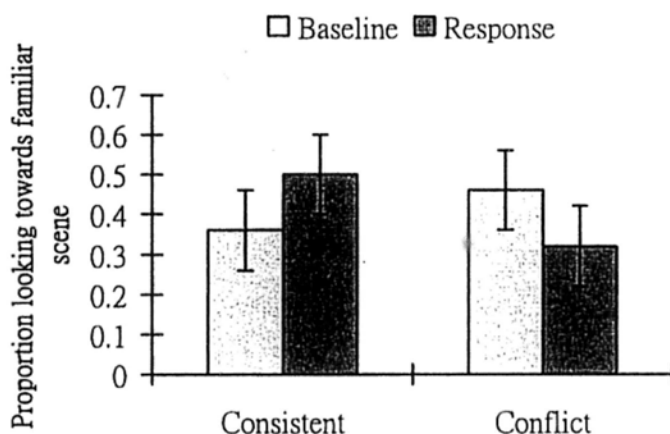 Baseline Response
Proportion looking towards familiar
scene
0.7
0.6
0.5
0.4
0.3
0.2
0.1
0
Consistent Conflict